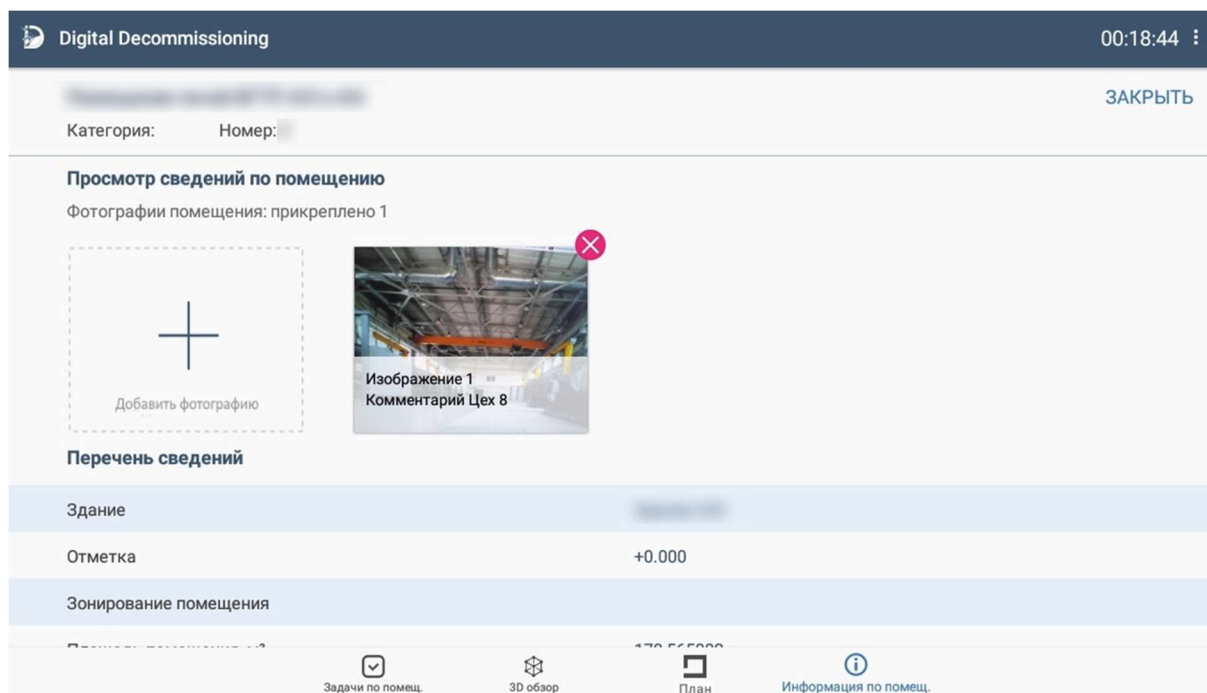 Digital Decommissioning
00:18:44
ЗАКРЫТЬ
Категория: Номер:
Просмотр сведений по помещению
Фотографии помещения: прикреплено 1
Добавить фотографию
Изображение 1
Комментарий Цех 8
Перечень сведений
Здание
Отметка +0.000
Зонирование помещения
Задачи по помещ. 3D обзор План Информация по помещ.